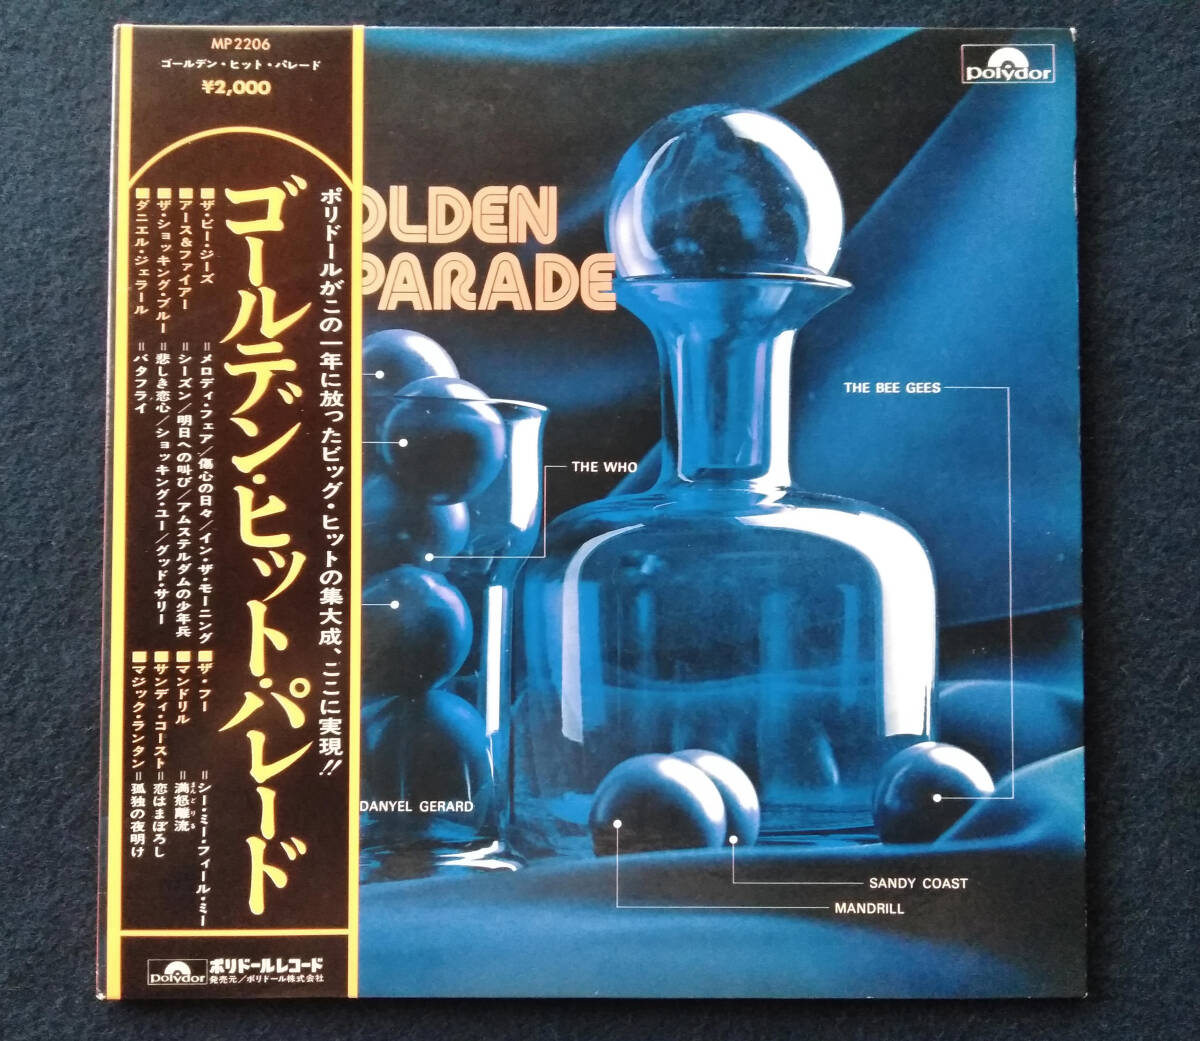 MP2206
ゴールデン・ヒット・パレード
¥2,000
ポリドールがこの一年に放ったビッグ・ヒットの集大成、ここに実現!!
ゴールデン・ヒット・パレード
■ザ・ビー・ジーズ=メロディ・フェア/傷心の日々/イン・ザ・モーニング
■アース&ファイアー=シーズン/明日への叫び/アムステルダムの少年兵
■ザ・ショッキング・ブルー=悲しき恋心/ショッキング・ユー/グッド・サリー
■ダニエル・ジェラール=バタフライ
■ザ・フー=シー・ミー・フィール・ミー
■マンドリル=満怒離流
まんどりる
■サンディ・コースト=恋はまぼろし
■マジック・ランタン=孤独の夜明け
polydor
ポリドールレコード
発売元/ポリドール株式会社
polydor
OLDEN
PARADE
THE BEE GEES
THE WHO
DANYEL GERARD
SANDY COAST
MANDRILL